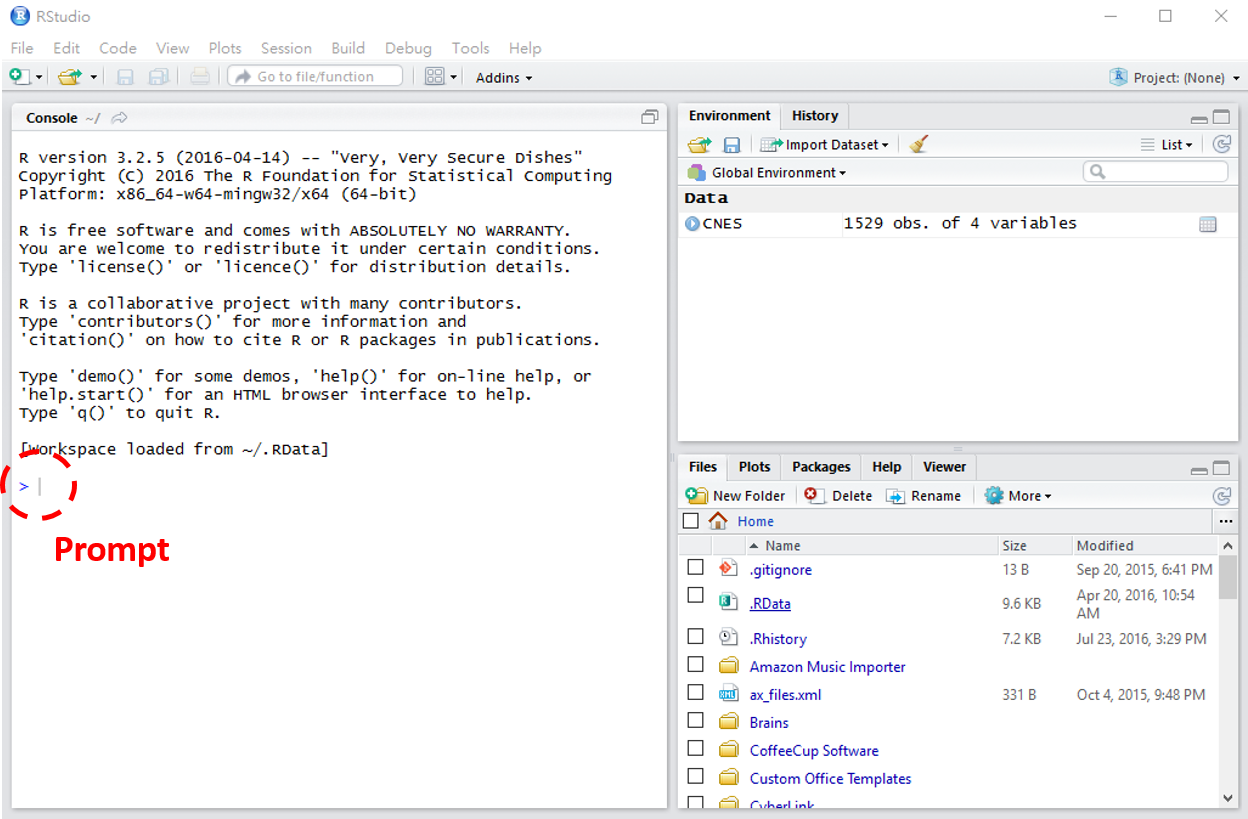 RStudio
File Edit Code View Plots Session Build Debug Tools Help
Go to file/function Addins Project: (None)
Console ~/
R version 3.2.5 (2016-04-14) -- "Very, Very Secure Dishes"
Copyright (C) 2016 The R Foundation for Statistical Computing
Platform: x86_64-w64-mingw32/x64 (64-bit)
R is free software and comes with ABSOLUTELY NO WARRANTY.
You are welcome to redistribute it under certain conditions.
Type 'license()' or 'licence()' for distribution details.
R is a collaborative project with many contributors.
Type 'contributors()' for more information and
'citation()' on how to cite R or R packages in publications.
Type 'demo()' for some demos, 'help()' for on-line help, or
'help.start()' for an HTML browser interface to help.
Type 'q()' to quit R.
[Workspace loaded from ~/.RData]
>
Prompt
Environment History
Import Dataset List
Global Environment
Data
CNES 1529 obs. of 4 variables
Files Plots Packages Help Viewer
New Folder Delete Rename More
Home ...
Name Size Modified
.gitignore 13 B Sep 20, 2015, 6:41 PM
.RData 9.6 KB Apr 20, 2016, 10:54
AM
.Rhistory 7.2 KB Jul 23, 2016, 3:29 PM
Amazon Music Importer
ax_files.xml 331 B Oct 4, 2015, 9:48 PM
Brains
CoffeeCup Software
Custom Office Templates
CyberLink